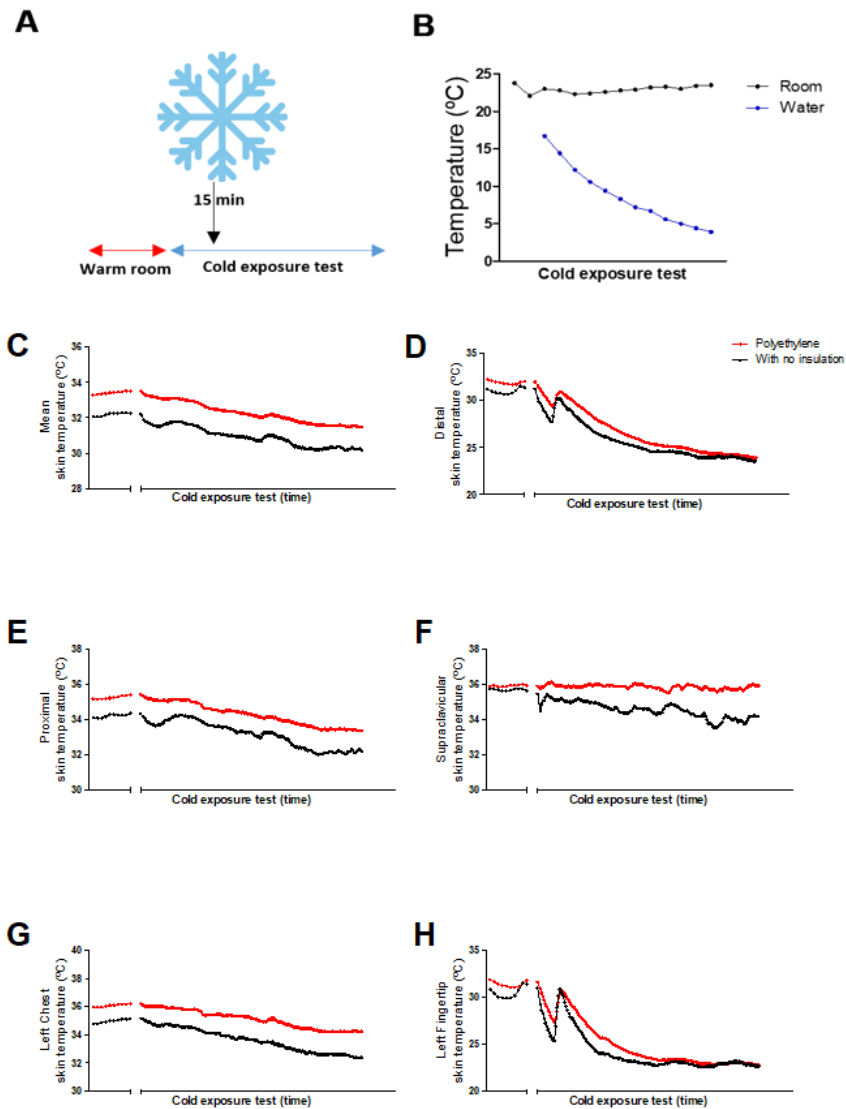 A
15 min
Warm room
Cold exposure test
B
Temperature (ºC)
25
20
15
10
5
0
Cold exposure test
Room
Water
C
Mean
skin temperature (ºC)
36
34
32
30
28
Cold exposure test (time)
D
Distal
skin temperature (ºC)
35
30
25
20
Cold exposure test (time)
Polyethylene
With no insulation
E
Proximal
skin temperature (ºC)
38
36
34
32
30
Cold exposure test (time)
F
Supraclavicular
skin temperature (ºC)
38
36
34
32
30
Cold exposure test (time)
G
Left Chest
skin temperature (ºC)
40
38
36
34
32
30
Cold exposure test (time)
H
Left Fingertip
skin temperature (ºC)
35
30
25
20
Cold exposure test (time)